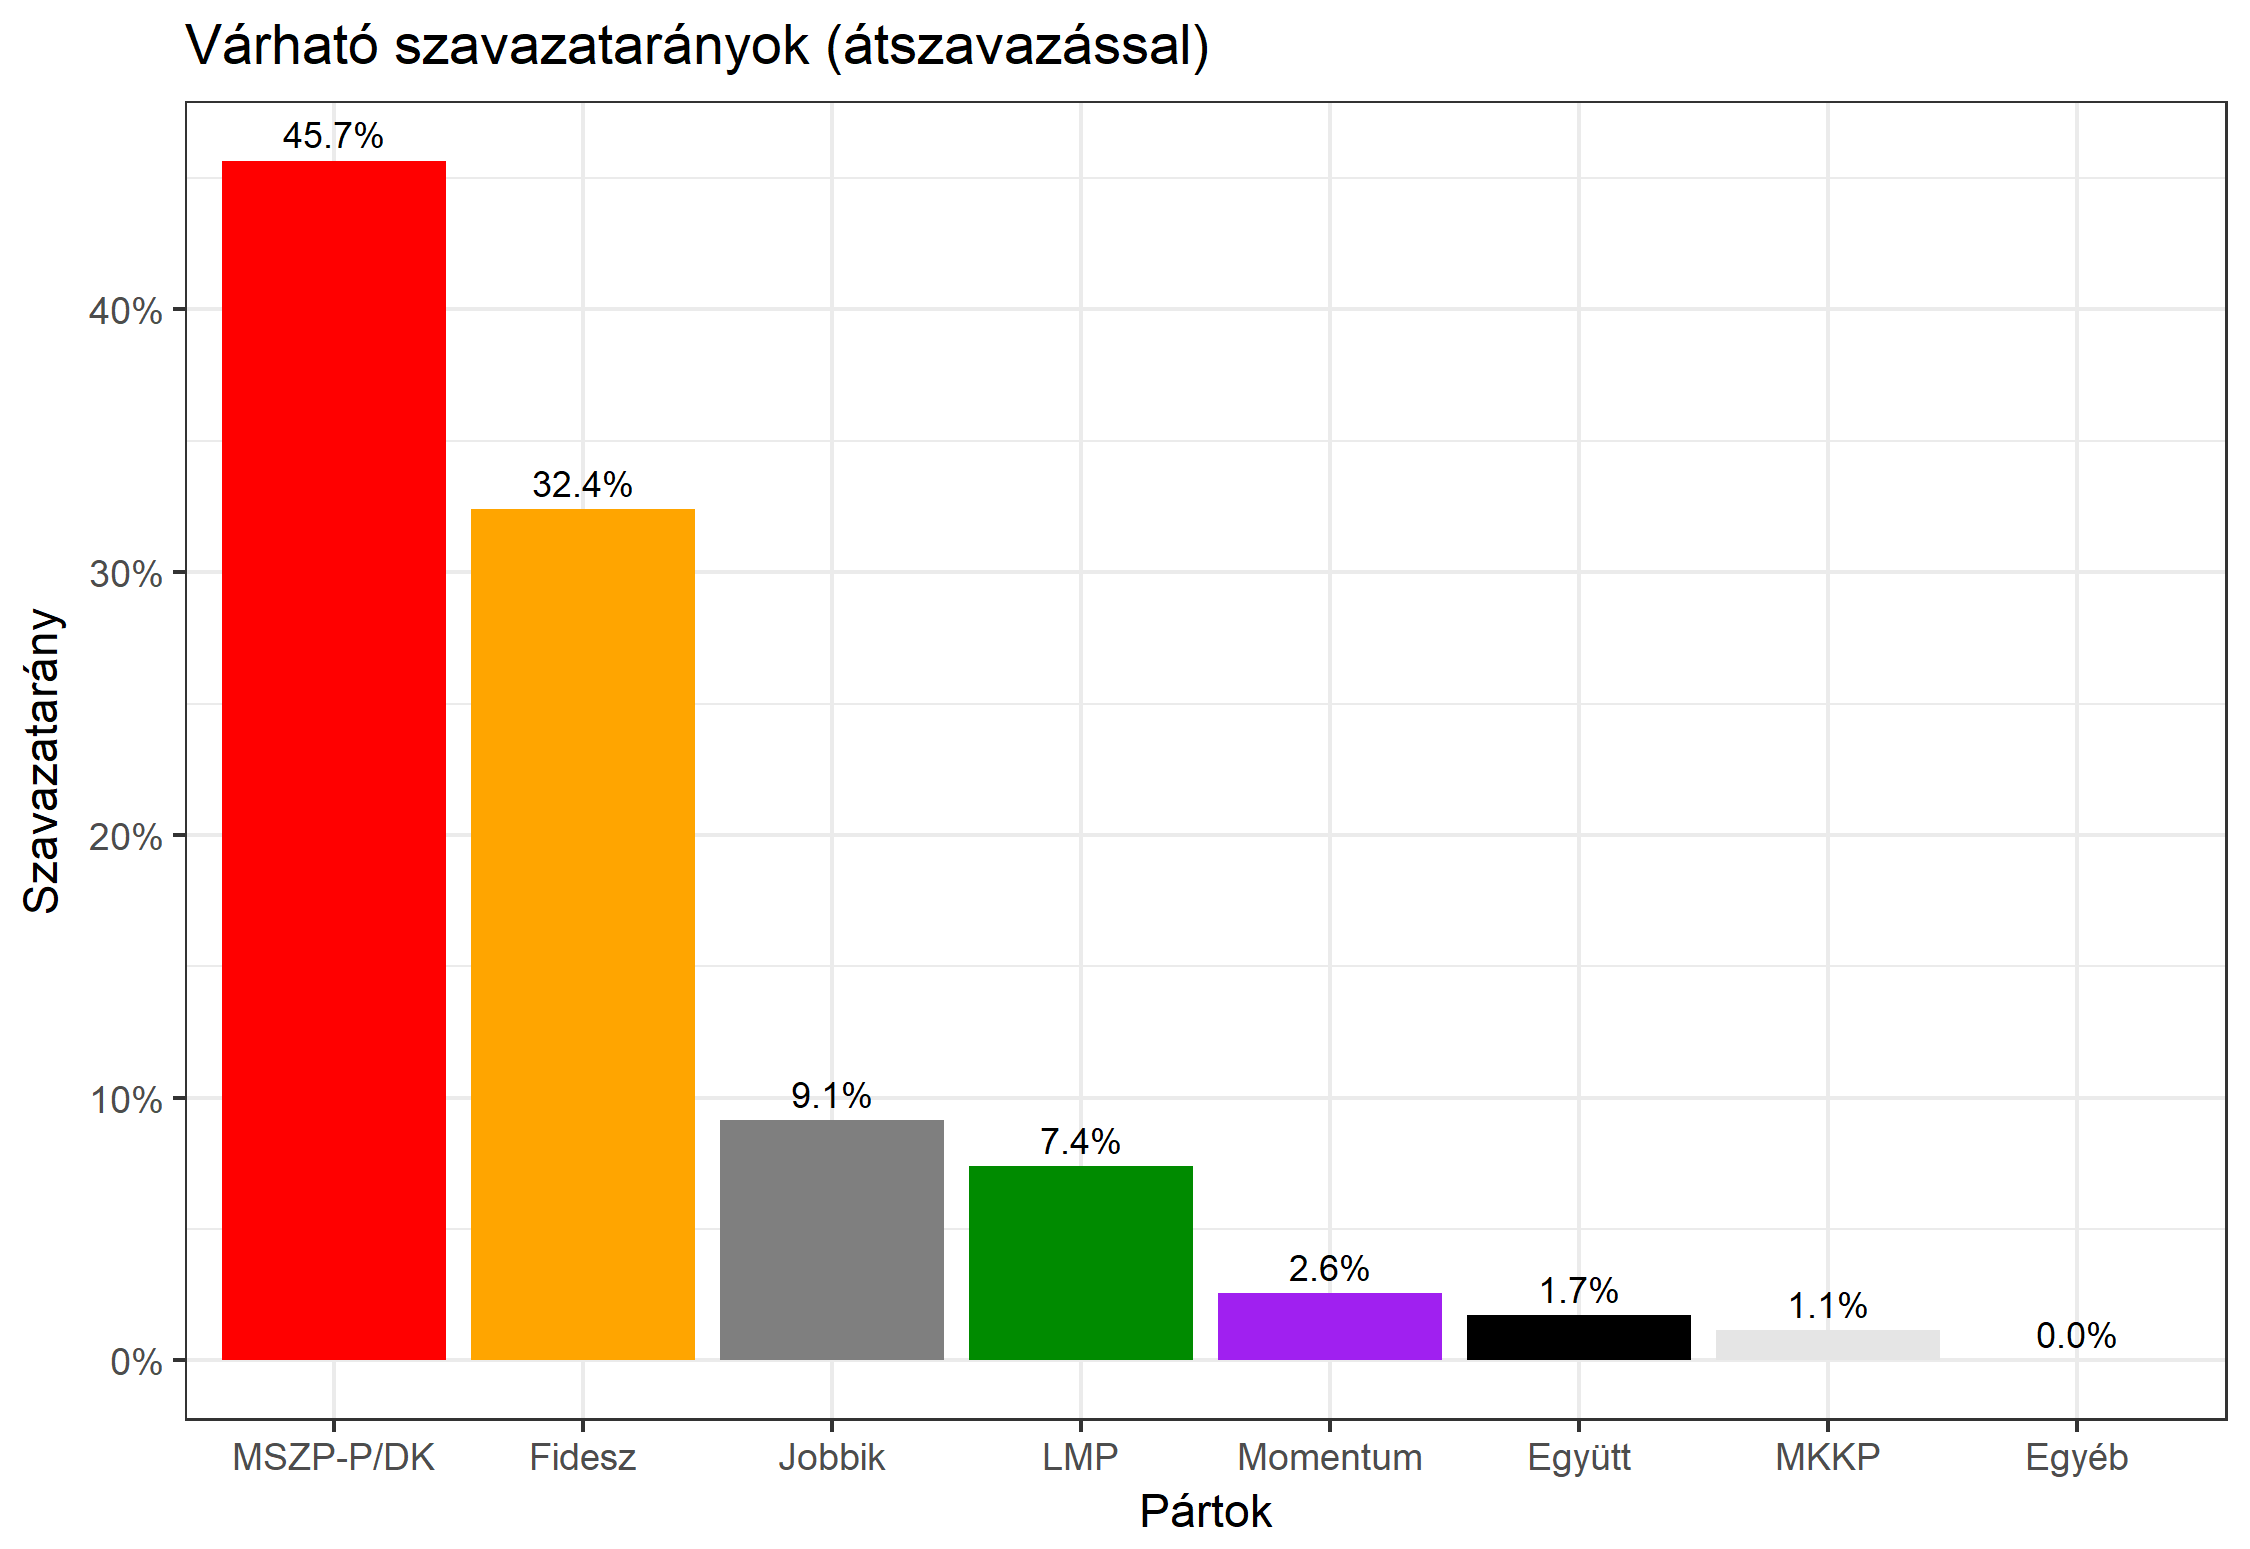 Várható szavazatarányok (átszavazással)
45.7%
32.4%
9.1%
7.4%
2.6%
1.7%
1.1%
0.0%
40%
30%
20%
10%
0%
Szavazatarány
MSZP-P/DK
Fidesz
Jobbik
LMP
Momentum
Együtt
MKKP
Egyéb
Pártok